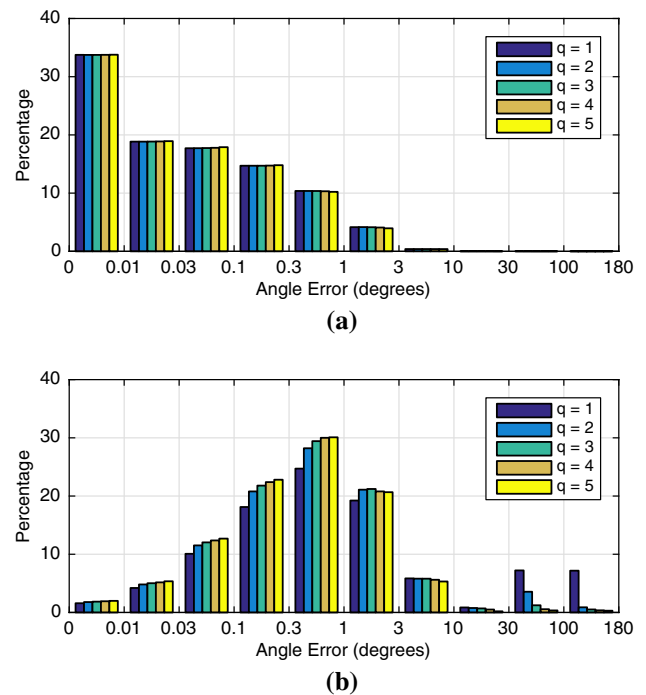 40
30
20
10
0
Percentage
q = 1
q = 2
q = 3
q = 4
q = 5
0 0.01 0.03 0.1 0.3 1 3 10 30 100 180
Angle Error (degrees)
(a)
40
30
20
10
0
Percentage
q = 1
q = 2
q = 3
q = 4
q = 5
0 0.01 0.03 0.1 0.3 1 3 10 30 100 180
Angle Error (degrees)
(b)